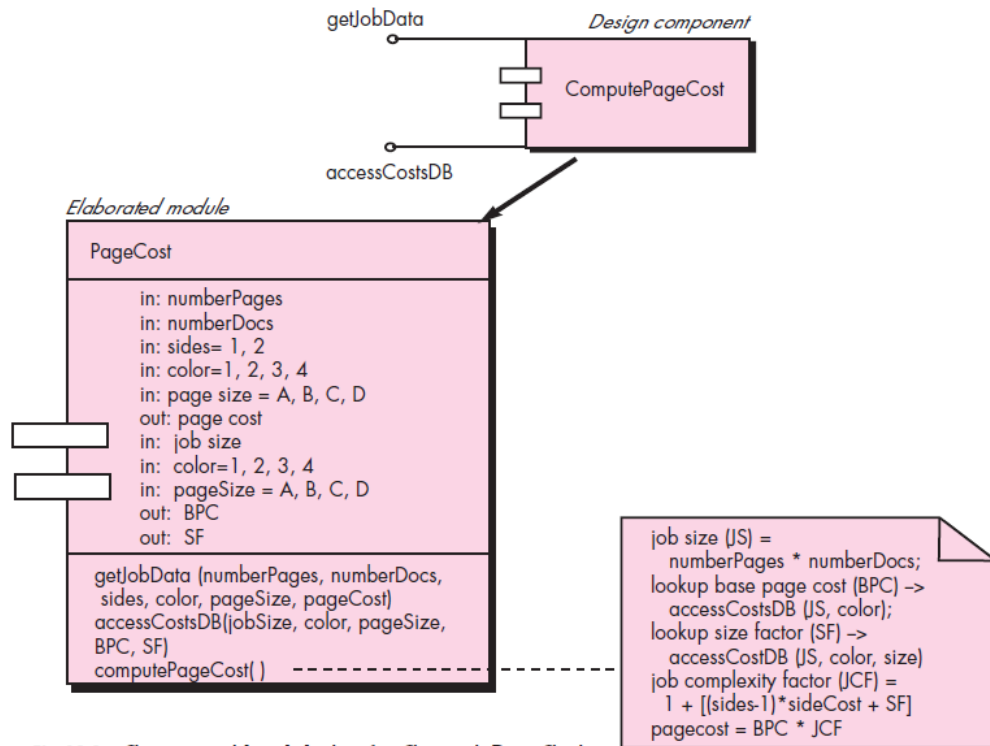 getJobData
Design component
ComputePageCost
accessCostsDB
Elaborated module
PageCost
in: numberPages
in: numberDocs
in: sides= 1, 2
in: color=1, 2, 3, 4
in: page size = A, B, C, D
out: page cost
in: job size
in: color=1, 2, 3, 4
in: pageSize = A, B, C, D
out: BPC
out: SF
getJobData (numberPages, numberDocs,
sides, color, pageSize, pageCost)
accessCostsDB(jobSize, color, pageSize,
BPC, SF)
computePageCost( )
job size (JS) =
numberPages * numberDocs;
lookup base page cost (BPC) –>
accessCostsDB (JS, color);
lookup size factor (SF) –>
accessCostDB (JS, color, size)
job complexity factor (JCF) =
1 + [(sides-1)*sideCost + SF]
pagecost = BPC * JCF